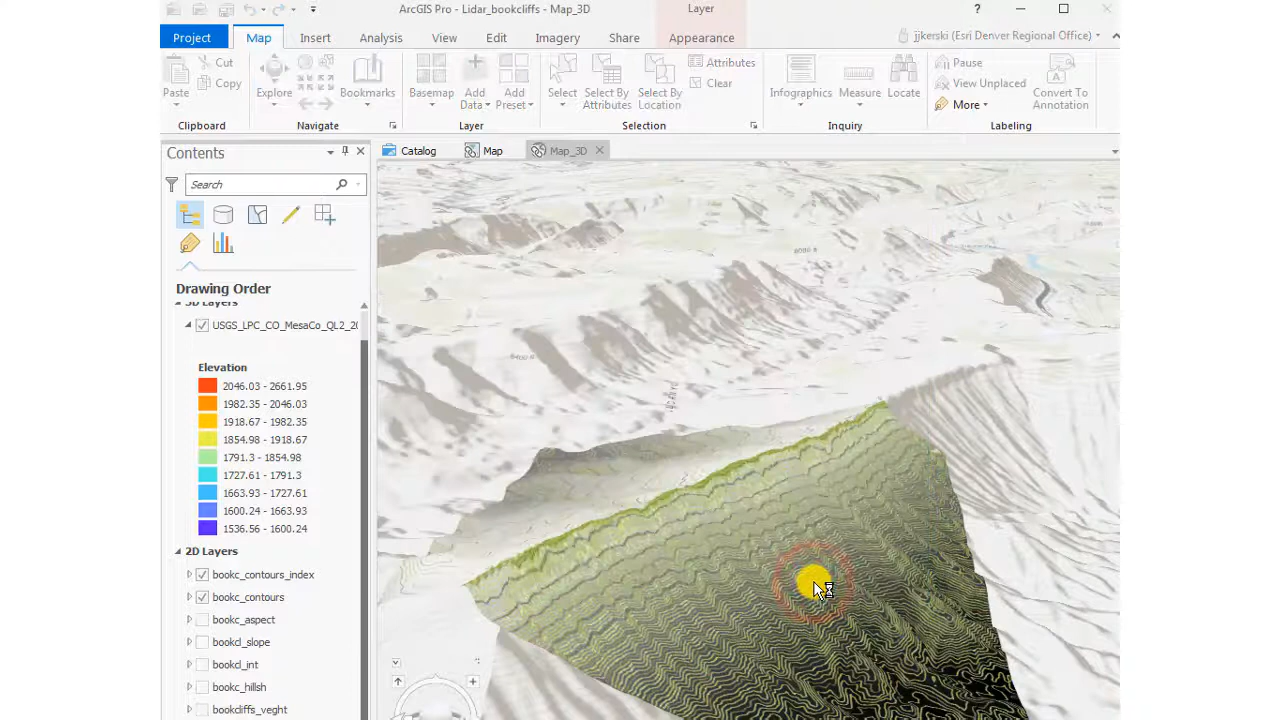 ArcGIS Pro - Lidar_bookcliffs - Map_3D
Layer
?
Project
Map
Insert
Analysis
View
Edit
Imagery
Share
Appearance
jjkerski (Esri Denver Regional Office)
Paste
Cut
Copy
Clipboard
Explore
Bookmarks
Navigate
Basemap
Add Data
Add Preset
Layer
Select
Select By Attributes
Select By Location
Attributes
Clear
Selection
Infographics
Measure
Locate
Inquiry
Pause
View Unplaced
More
Convert To Annotation
Labeling
Contents
Search
Catalog
Map
Map_3D
Drawing Order
3D Layers
USGS_LPC_CO_MesaCo_QL2_20
Elevation
2046.03 - 2661.95
1982.35 - 2046.03
1918.67 - 1982.35
1854.98 - 1918.67
1791.3 - 1854.98
1727.61 - 1791.3
1663.93 - 1727.61
1600.24 - 1663.93
1536.56 - 1600.24
2D Layers
bookc_contours_index
bookc_contours
bookc_aspect
bookcl_slope
bookcl_int
bookc_hillsh
bookcliffs_veght